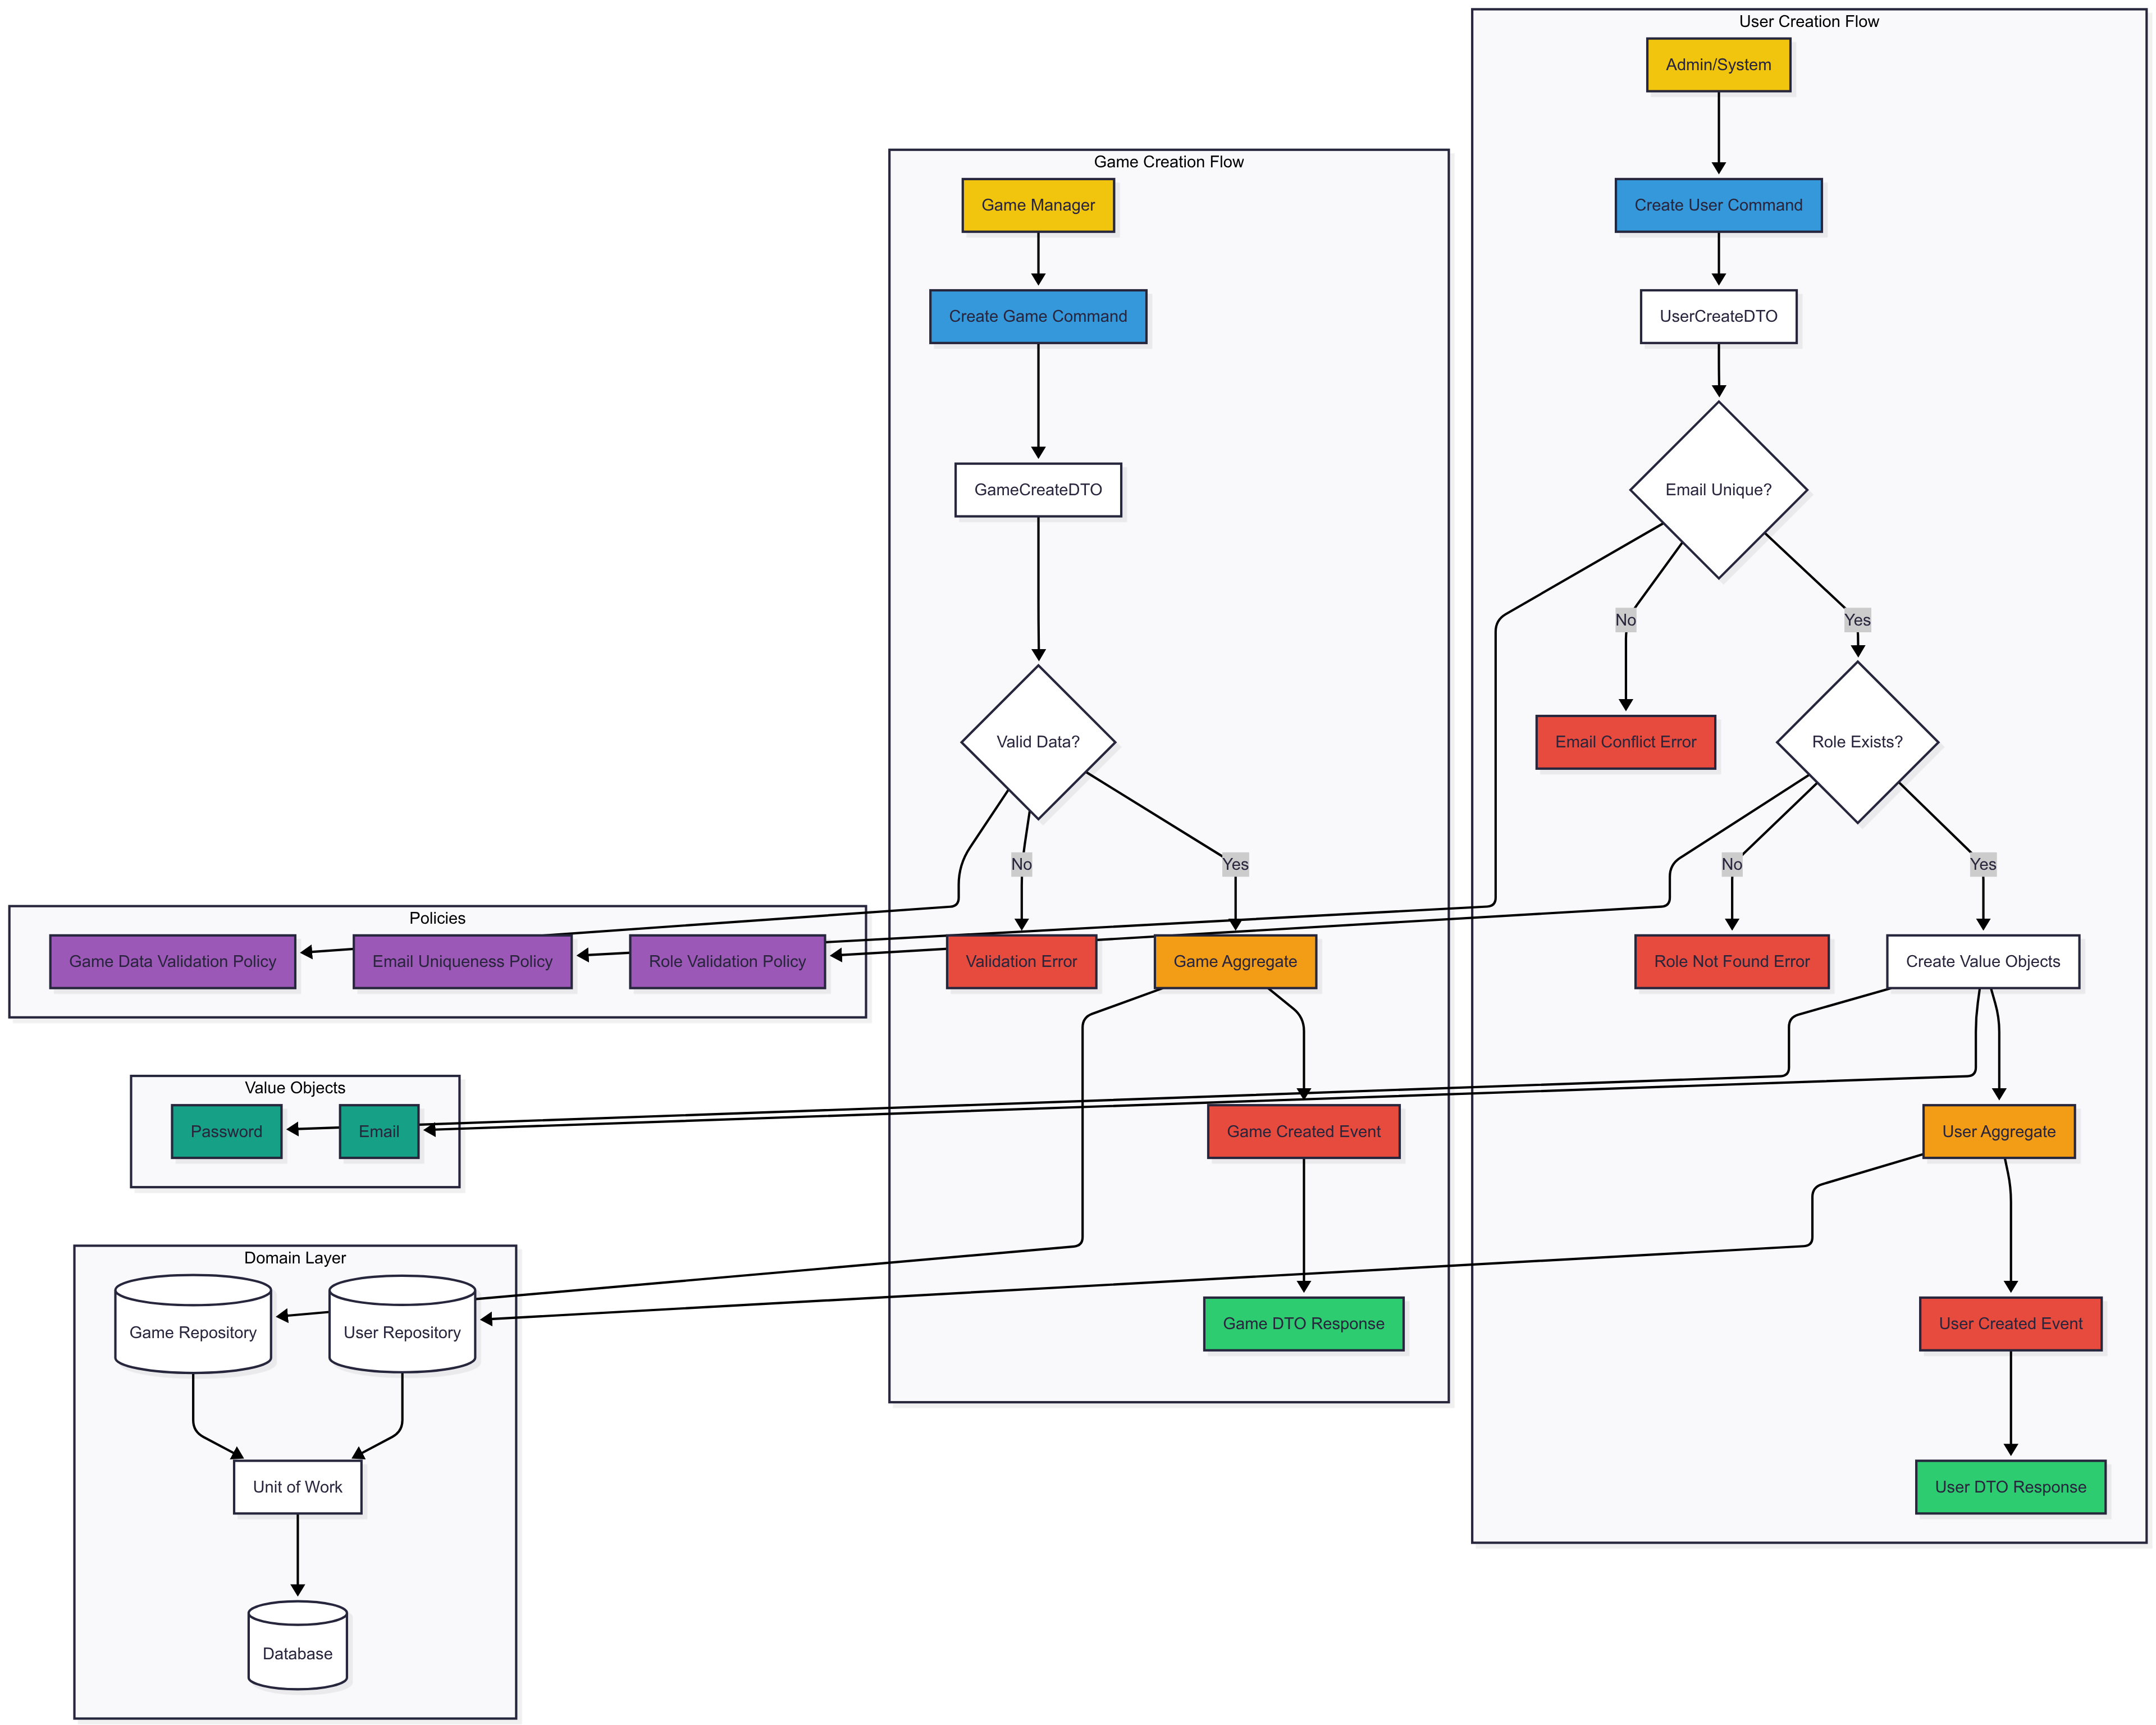 User Creation Flow
Admin/System
Create User Command
UserCreateDTO
Email Unique?
No
Yes
Email Conflict Error
Role Exists?
No
Yes
Role Not Found Error
Create Value Objects
User Aggregate
User Created Event
User DTO Response
Game Creation Flow
Game Manager
Create Game Command
GameCreateDTO
Valid Data?
No
Yes
Validation Error
Game Aggregate
Game Created Event
Game DTO Response
Policies
Game Data Validation Policy
Email Uniqueness Policy
Role Validation Policy
Value Objects
Password
Email
Domain Layer
Game Repository
User Repository
Unit of Work
Database